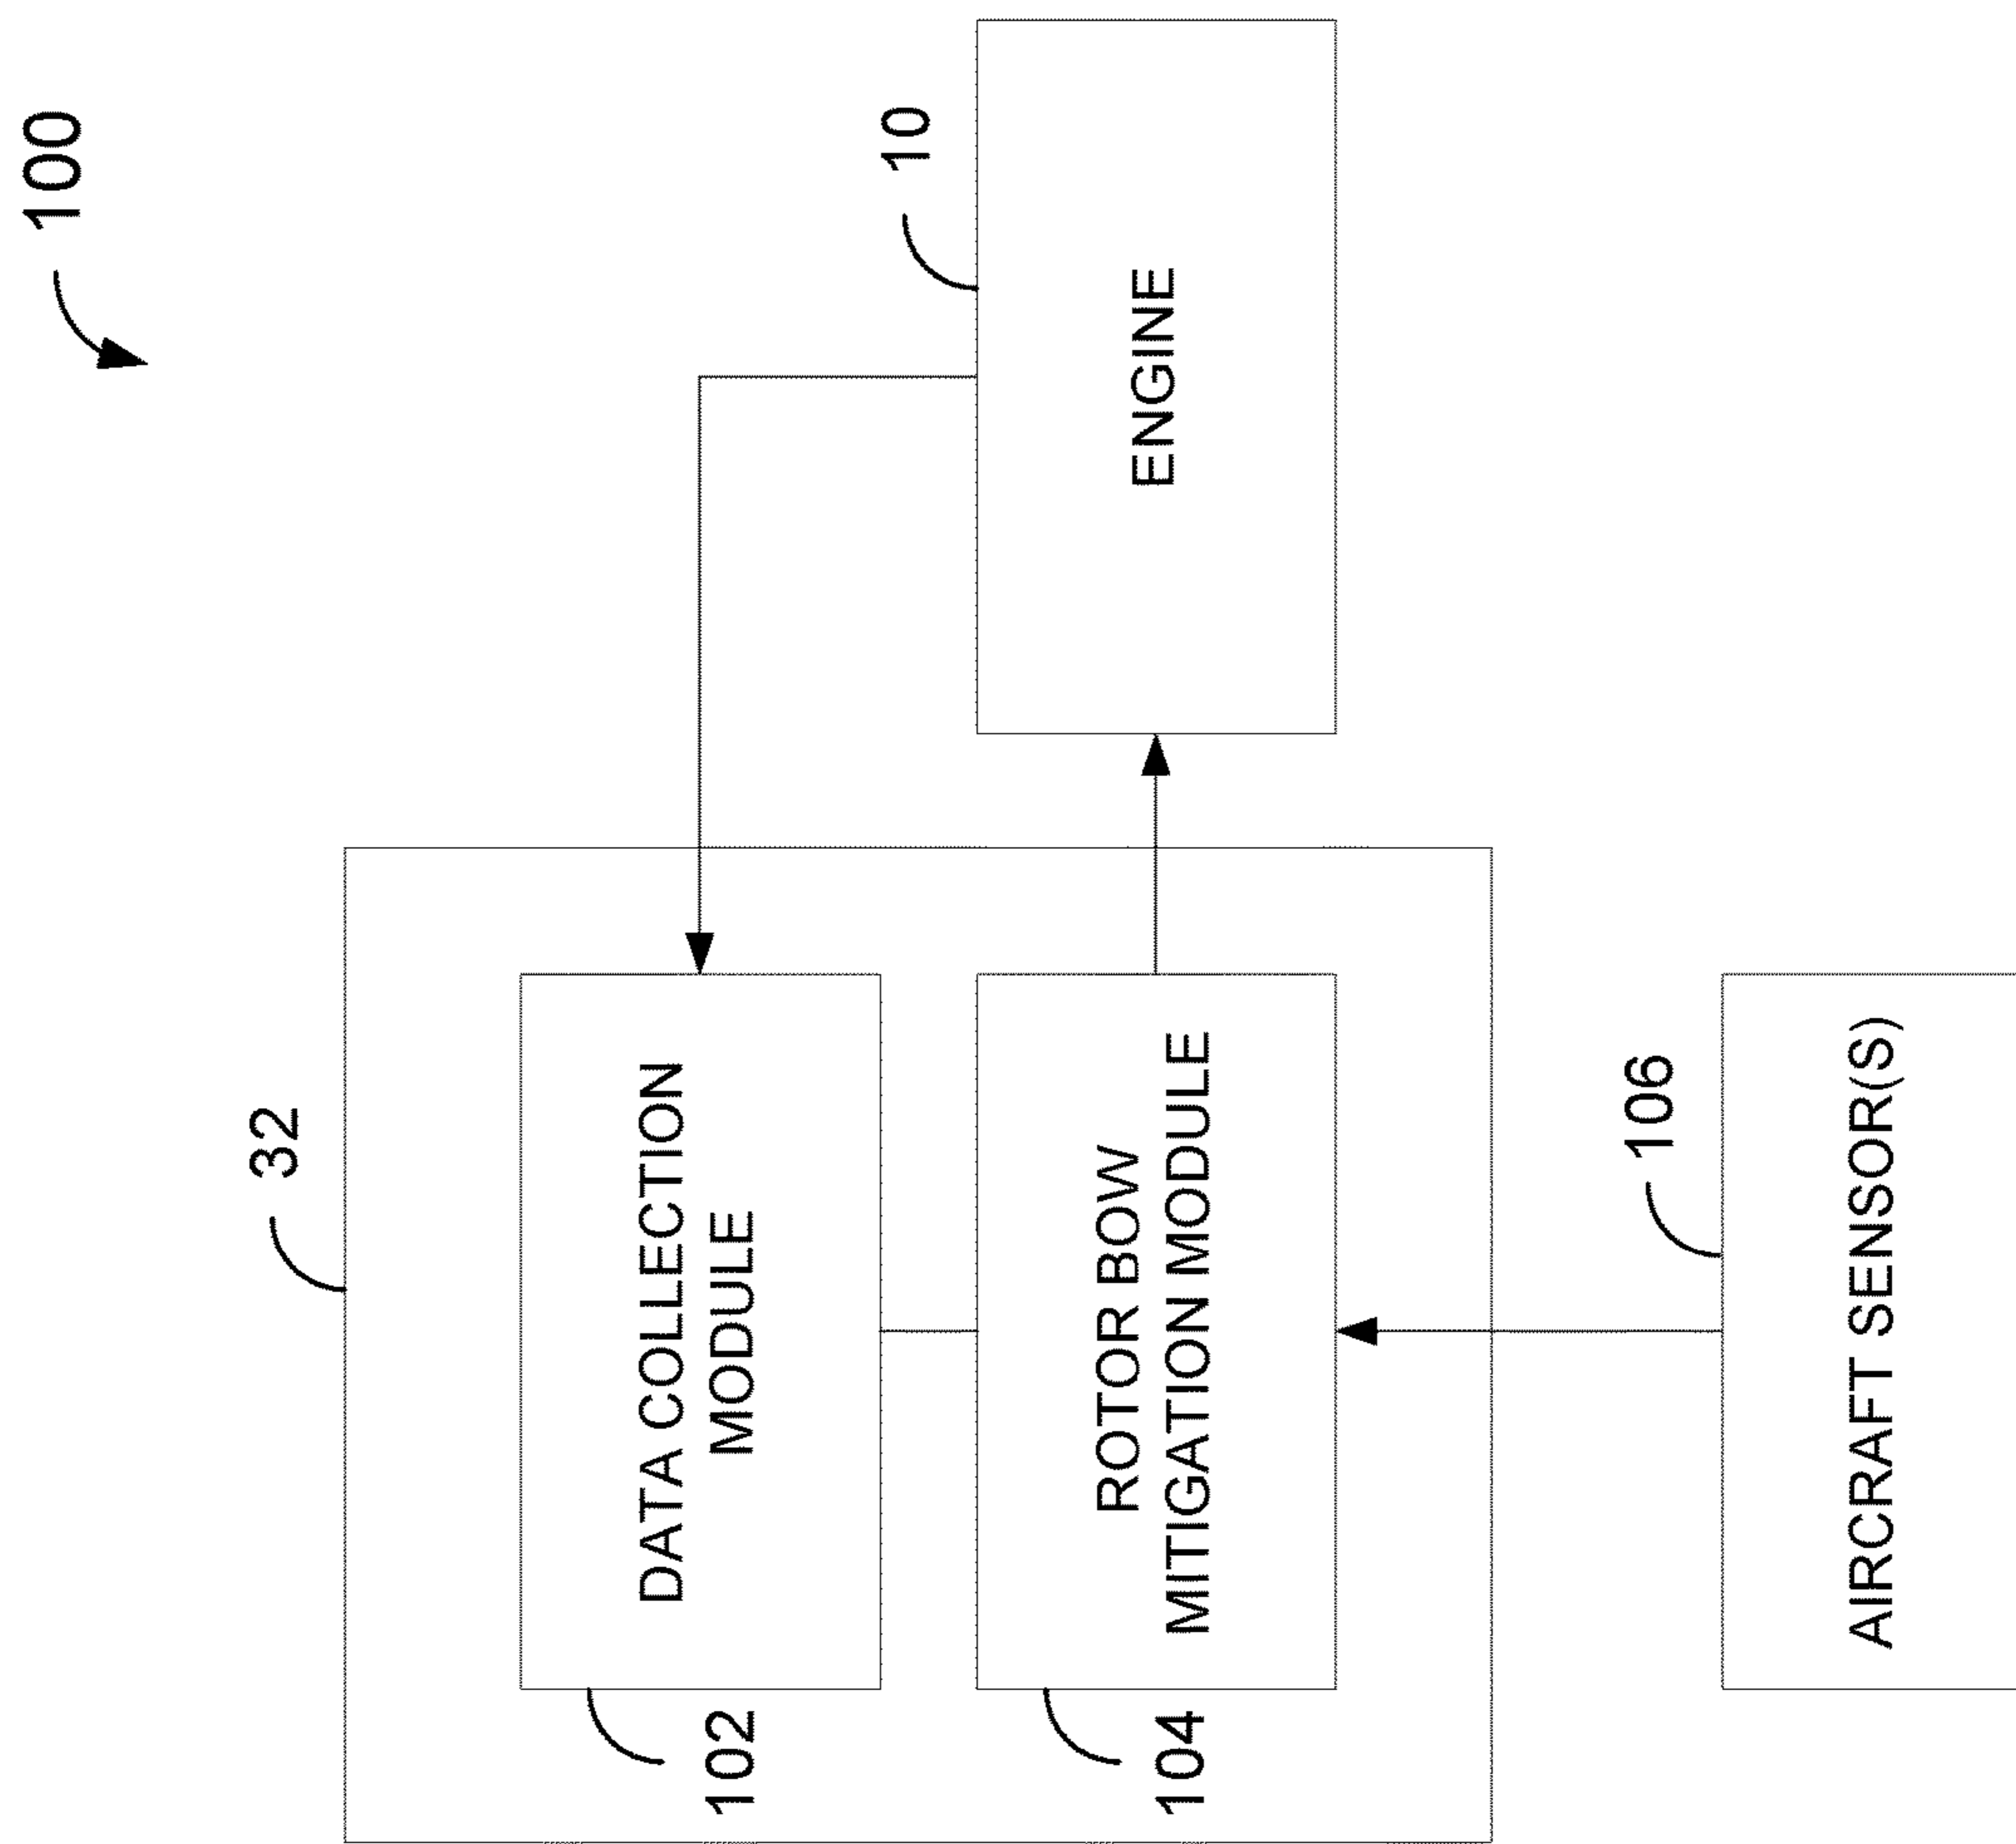 100
32
DATA COLLECTION
MODULE
102
10
ENGINE
ROTOR BOW
MITIGATION MODULE
104
106
AIRCRAFT SENSOR(S)